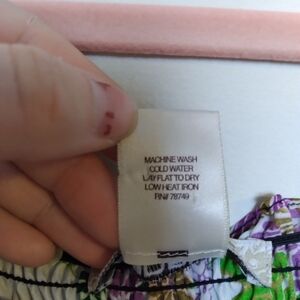 MACHINE WASH
COLD WATER
LAY FLAT TO DRY
LOW HEAT IRON
RN# 78749